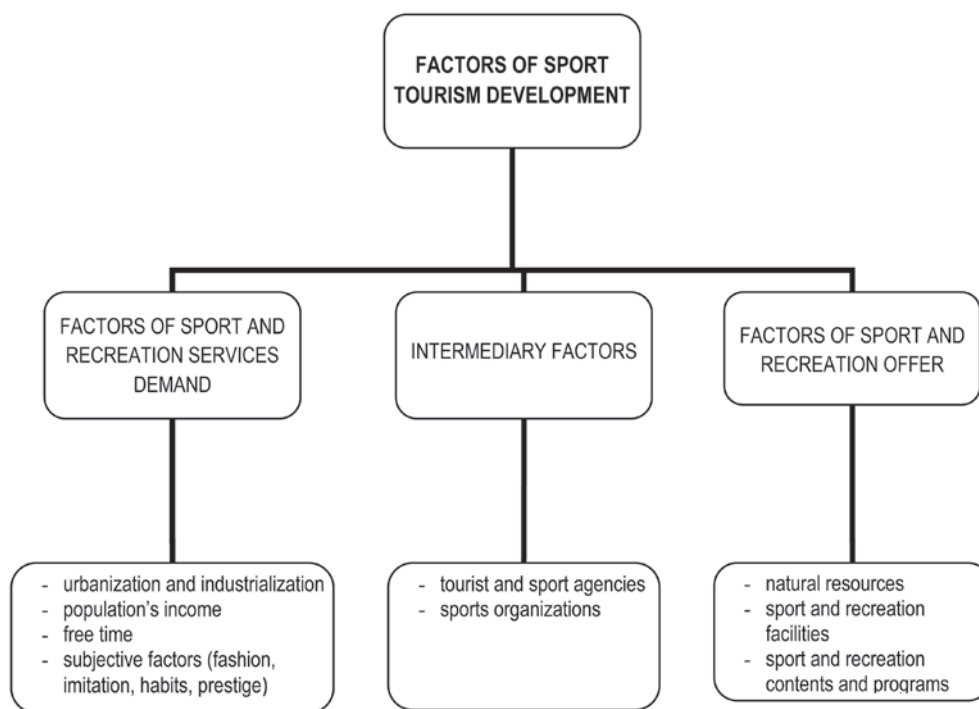 FACTORS OF SPORT
TOURISM DEVELOPMENT
FACTORS OF SPORT AND
RECREATION SERVICES
DEMAND
INTERMEDIARY FACTORS
FACTORS OF SPORT AND
RECREATION OFFER
- urbanization and industrialization
- population's income
- free time
- subjective factors (fashion,
imitation, habits, prestige)
- tourist and sport agencies
- sports organizations
- natural resources
- sport and recreation
facilities
- sport and recreation
contents and programs